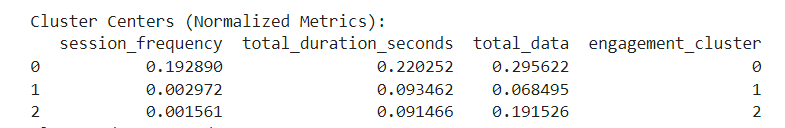 Cluster Centers (Normalized Metrics):
session_frequency total_duration_seconds total_data engagement_cluster
0 0.192890 0.220252 0.295622 0
1 0.002972 0.093462 0.068495 1
2 0.001561 0.091466 0.191526 2